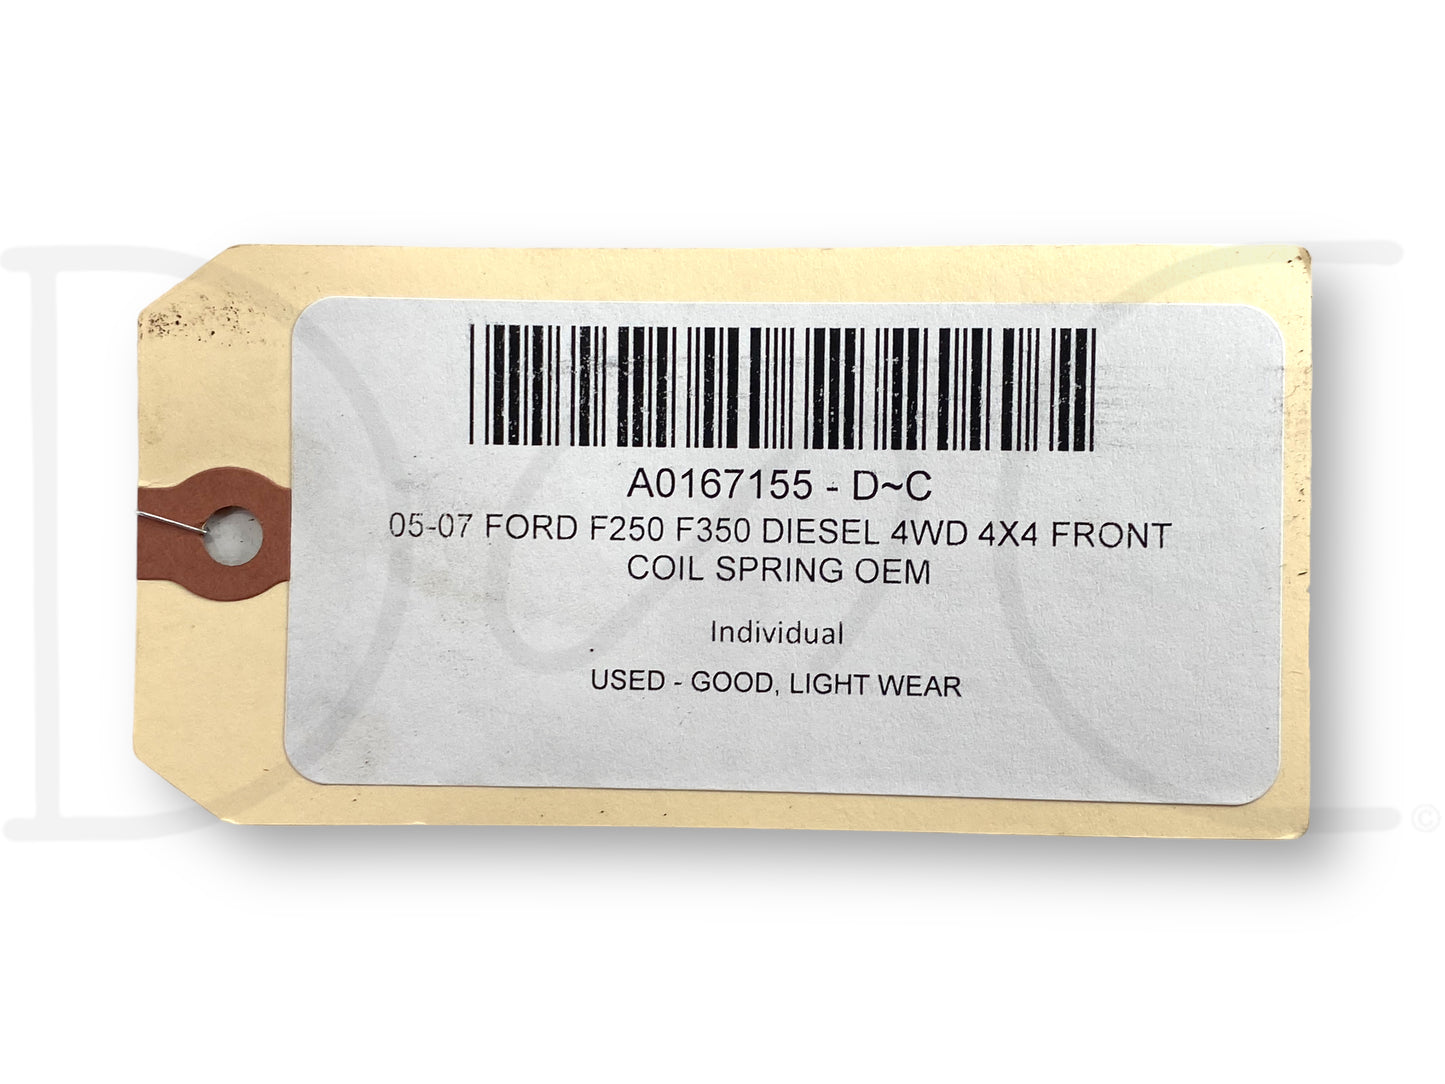 A0167155 - D~C
05-07 FORD F250 F350 DIESEL 4WD 4X4 FRONT
COIL SPRING OEM
Individual
USED - GOOD, LIGHT WEAR
©